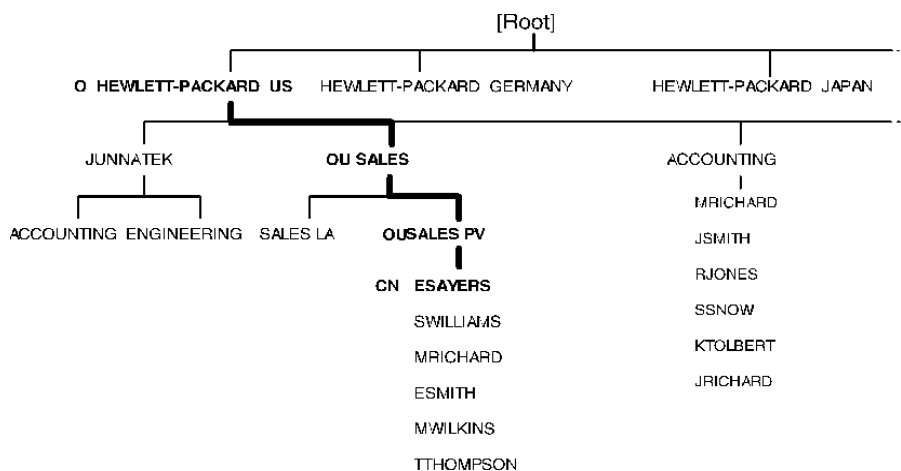 [Root]
O HEWLETT-PACKARD US HEWLETT-PACKARD GERMANY HEWLETT-PACKARD JAPAN
JUNNATEK OU SALES ACCOUNTING
ACCOUNTING ENGINEERING SALES LA OUSALES PV
CN ESAYERS
SWILLIAMS
MRICHARD
ESMITH
MWILKINS
TTHOMPSON
MRICHARD
JSMITH
RJONES
SSNOW
KTOLBERT
JRICHARD